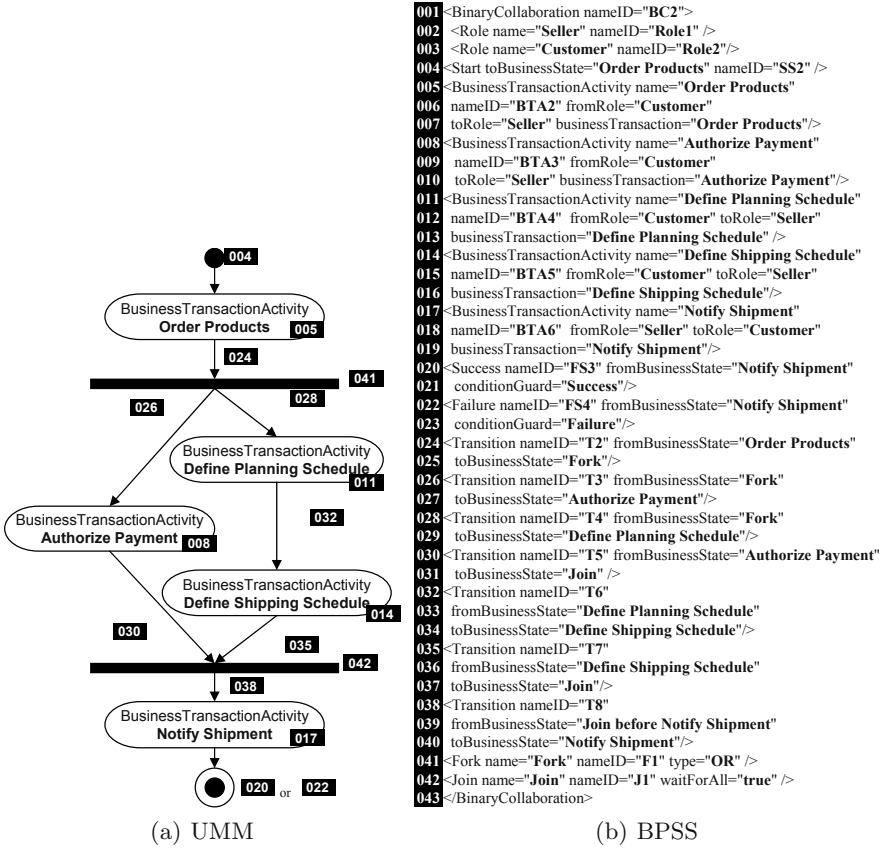 004
BusinessTransactionActivity
Order Products
005
024
041
026
028
BusinessTransactionActivity
Define Planning Schedule
011
032
BusinessTransactionActivity
Authorize Payment
008
BusinessTransactionActivity
Define Shipping Schedule
014
030
035
042
038
BusinessTransactionActivity
Notify Shipment
017
020 or 022
(a) UMM
001 <BinaryCollaboration nameID="BC2">
002 <Role name="Seller" nameID="Role1" />
003 <Role name="Customer" nameID="Role2"/>
004 <Start toBusinessState="Order Products" nameID="SS2" />
005 <BusinessTransactionActivity name="Order Products"
006 nameID="BTA2" fromRole="Customer"
007 toRole="Seller" businessTransaction="Order Products"/>
008 <BusinessTransactionActivity name="Authorize Payment"
009 nameID="BTA3" fromRole="Customer"
010 toRole="Seller" businessTransaction="Authorize Payment"/>
011 <BusinessTransactionActivity name="Define Planning Schedule"
012 nameID="BTA4" fromRole="Customer" toRole="Seller"
013 businessTransaction="Define Planning Schedule" />
014 <BusinessTransactionActivity name="Define Shipping Schedule"
015 nameID="BTA5" fromRole="Customer" toRole="Seller"
016 businessTransaction="Define Shipping Schedule"/>
017 <BusinessTransactionActivity name="Notify Shipment"
018 nameID="BTA6" fromRole="Seller" toRole="Customer"
019 businessTransaction="Notify Shipment"/>
020 <Success nameID="FS3" fromBusinessState="Notify Shipment"
021 conditionGuard="Success"/>
022 <Failure nameID="FS4" fromBusinessState="Notify Shipment"
023 conditionGuard="Failure"/>
024 <Transition nameID="T2" fromBusinessState="Order Products"
025 toBusinessState="Fork"/>
026 <Transition nameID="T3" fromBusinessState="Fork"
027 toBusinessState="Authorize Payment"/>
028 <Transition nameID="T4" fromBusinessState="Fork"
029 toBusinessState="Define Planning Schedule"/>
030 <Transition nameID="T5" fromBusinessState="Authorize Payment"
031 toBusinessState="Join" />
032 <Transition nameID="T6"
033 fromBusinessState="Define Planning Schedule"
034 toBusinessState="Define Shipping Schedule"/>
035 <Transition nameID="T7"
036 fromBusinessState="Define Shipping Schedule"
037 toBusinessState="Join"/>
038 <Transition nameID="T8"
039 fromBusinessState="Join before Notify Shipment"
040 toBusinessState="Notify Shipment"/>
041 <Fork name="Fork" nameID="F1" type="OR" />
042 <Join name="Join" nameID="J1" waitForAll="true" />
043 </BinaryCollaboration>
(b) BPSS